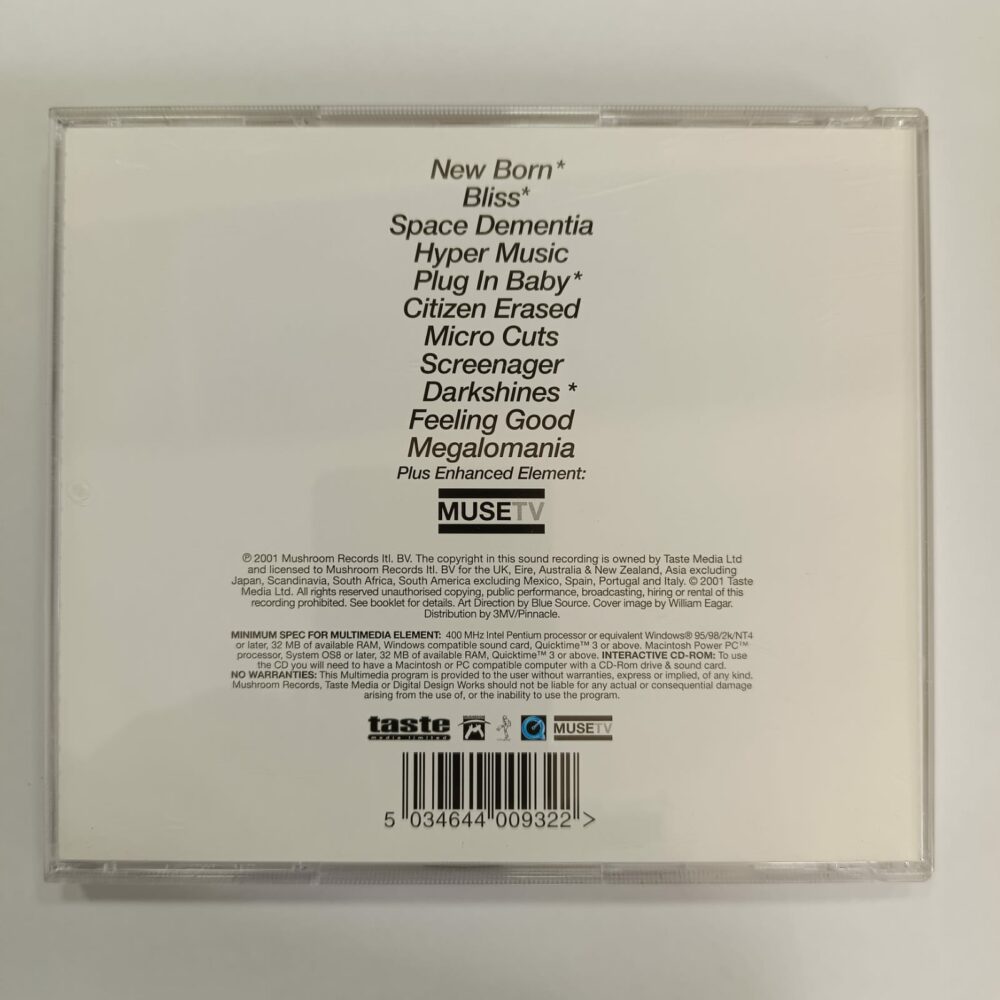 New Born*
Bliss*
Space Dementia
Hyper Music
Plug In Baby*
Citizen Erased
Micro Cuts
Screenager
Darkshines *
Feeling Good
Megalomania
Plus Enhanced Element:
MUSETV
℗ 2001 Mushroom Records Itl. BV. The copyright in this sound recording is owned by Taste Media Ltd
and licensed to Mushroom Records Itl. BV for the UK, Eire, Australia & New Zealand, Asia excluding
Japan, Scandinavia, South Africa, South America excluding Mexico, Spain, Portugal and Italy. © 2001 Taste
Media Ltd. All rights reserved unauthorised copying, public performance, broadcasting, hiring or rental of this
recording prohibited. See booklet for details. Art Direction by Blue Source. Cover image by William Eagar.
Distribution by 3MV/Pinnacle.
MINIMUM SPEC FOR MULTIMEDIA ELEMENT: 400 MHz Intel Pentium processor or equivalent Windows® 95/98/2k/NT4
or later, 32 MB of available RAM, Windows compatible sound card, Quicktime™ 3 or above. Macintosh Power PC™
processor, System OS8 or later, 32 MB of available RAM, Quicktime™ 3 or above. INTERACTIVE CD-ROM: To use
the CD you will need to have a Macintosh or PC compatible computer with a CD-Rom drive & sound card.
NO WARRANTIES: This Multimedia program is provided to the user without warranties, express or implied, of any kind.
Mushroom Records, Taste Media or Digital Design Works should not be liable for any actual or consequential damage
arising from the use of, or the inability to use the program.
taste MUSETV
media limited
5 034644 009322 >